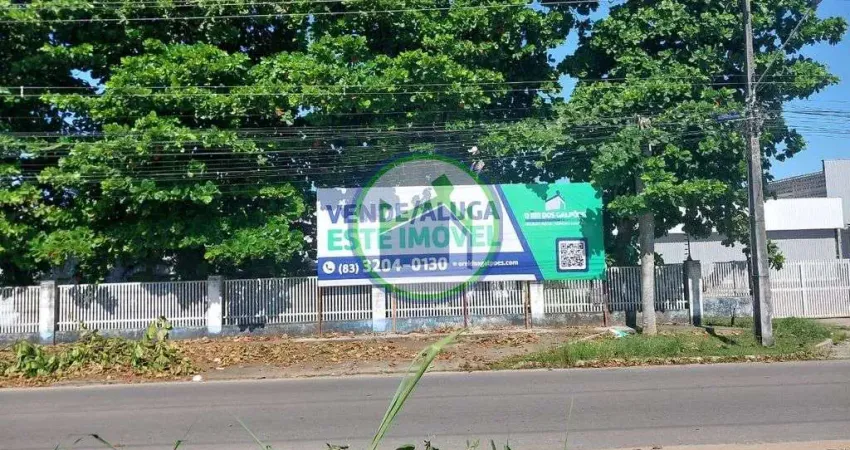 VENDE/ALUGA
ESTE IMÓVEL
(83) 3204-0130
O REI DOS GALPÕES